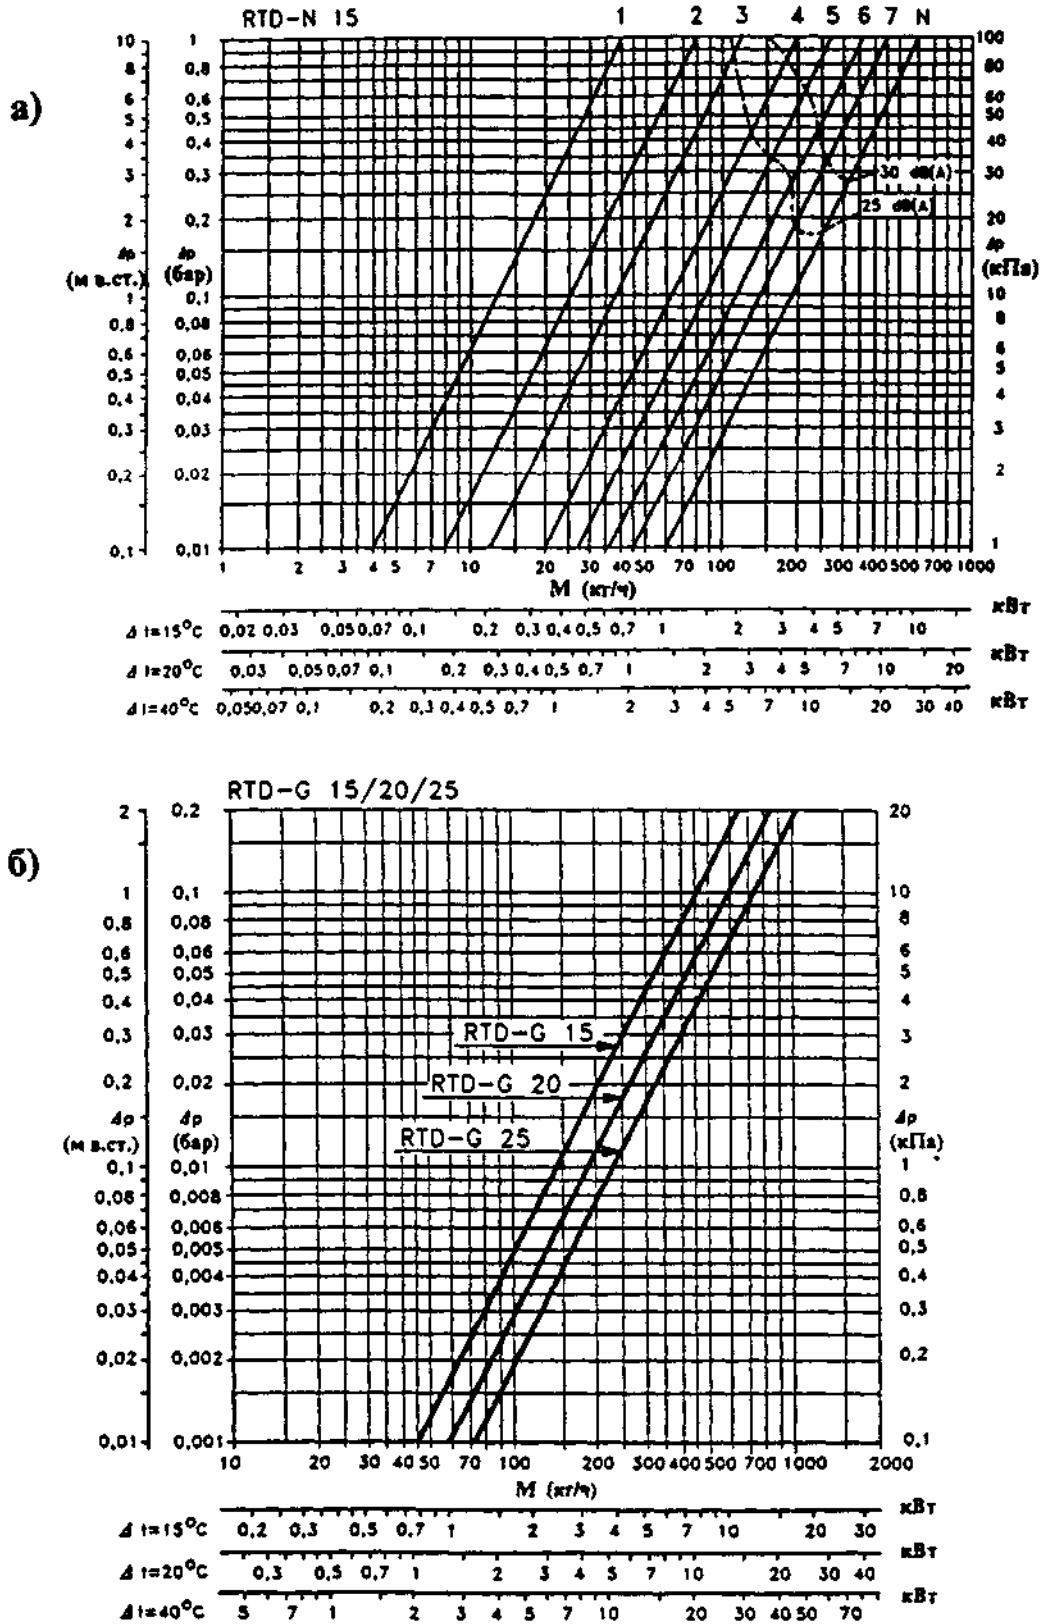 RTD-N 15 1 2 3 4 5 6 7 N
а)
10 1 100
8 0,8 80
6 0,6 60
5 0,5 50
4 0,4 40
3 0,3 30
30 dB(A)
25 dB(A)
2 0,2 20
Δp Δp Δp
(м в.ст.) (бар) (кПа)
1 0,1 10
0,8 0,08 8
0,6 0,06 6
0,5 0,05 5
0,4 0,04 4
0,3 0,03 3
0,2 0,02 2
0,1 0,01 1
1 2 3 4 5 7 10 20 30 40 50 70 100 200 300 400 500 600 1000
М (кг/ч)
кВт
Δt=15°C 0,02 0,03 0,05 0,07 0,1 0,2 0,3 0,4 0,5 0,7 1 2 3 4 5 7 10
кВт
Δt=20°C 0,03 0,05 0,07 0,1 0,2 0,3 0,4 0,5 0,7 1 2 3 4 5 7 10 20
кВт
Δt=40°C 0,05 0,07 0,1 0,2 0,3 0,4 0,5 0,7 1 2 3 4 5 7 10 20 30 40
RTD-G 15/20/25
б)
2 0,2 20
1 0,1 10
0,8 0,08 8
0,6 0,06 6
0,5 0,05 5
0,4 0,04 4
0,3 0,03 3
RTD-G 15
0,2 0,02 2
RTD-G 20
Δp Δp Δp
(м в.ст.) (бар) (кПа)
RTD-G 25
0,1 0,01 1
0,08 0,008 0,8
0,06 0,006 0,6
0,05 0,005 0,5
0,04 0,004 0,4
0,03 0,003 0,3
0,02 0,002 0,2
0,01 0,001 0,1
10 20 30 40 50 70 100 200 300 400 500 700 1000 2000
М (кг/ч)
кВт
Δt=15°C 0,2 0,3 0,5 0,7 1 2 3 4 5 7 10 20 30
кВт
Δt=20°C 0,3 0,5 0,7 1 2 3 4 5 7 10 20 30 40
кВт
Δt=40°C 5 7 1 2 3 4 5 7 10 20 30 40 50 70